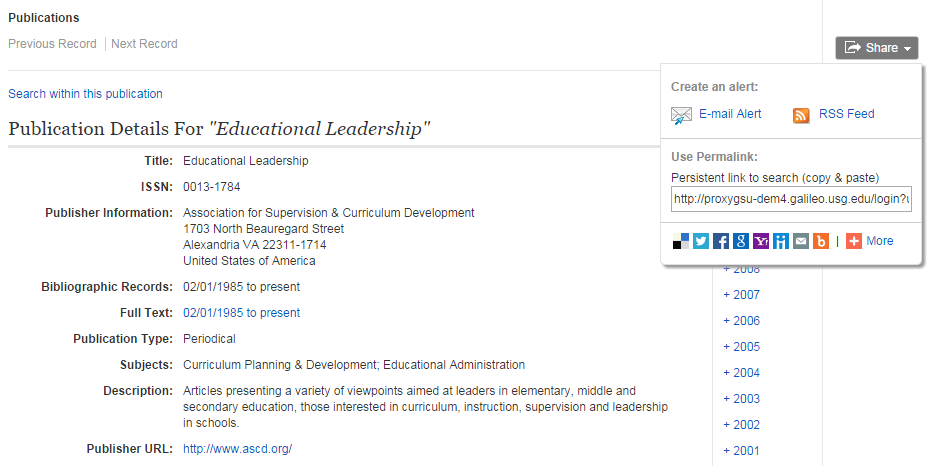 Publications
Previous Record | Next Record
Share
Search within this publication
Publication Details For "Educational Leadership"
Title: Educational Leadership
ISSN: 0013-1784
Publisher Information: Association for Supervision & Curriculum Development
1703 North Beauregard Street
Alexandria VA 22311-1714
United States of America
Bibliographic Records: 02/01/1985 to present
Full Text: 02/01/1985 to present
Publication Type: Periodical
Subjects: Curriculum Planning & Development; Educational Administration
Description: Articles presenting a variety of viewpoints aimed at leaders in elementary, middle and
secondary education, those interested in curriculum, instruction, supervision and leadership
in schools.
Publisher URL: http://www.ascd.org/
Create an alert:
E-mail Alert RSS Feed
Use Permalink:
Persistent link to search (copy & paste)
http://proxygsu-dem4.galileo.usg.edu/login?u
| More
+ 2008
+ 2007
+ 2006
+ 2005
+ 2004
+ 2003
+ 2002
+ 2001